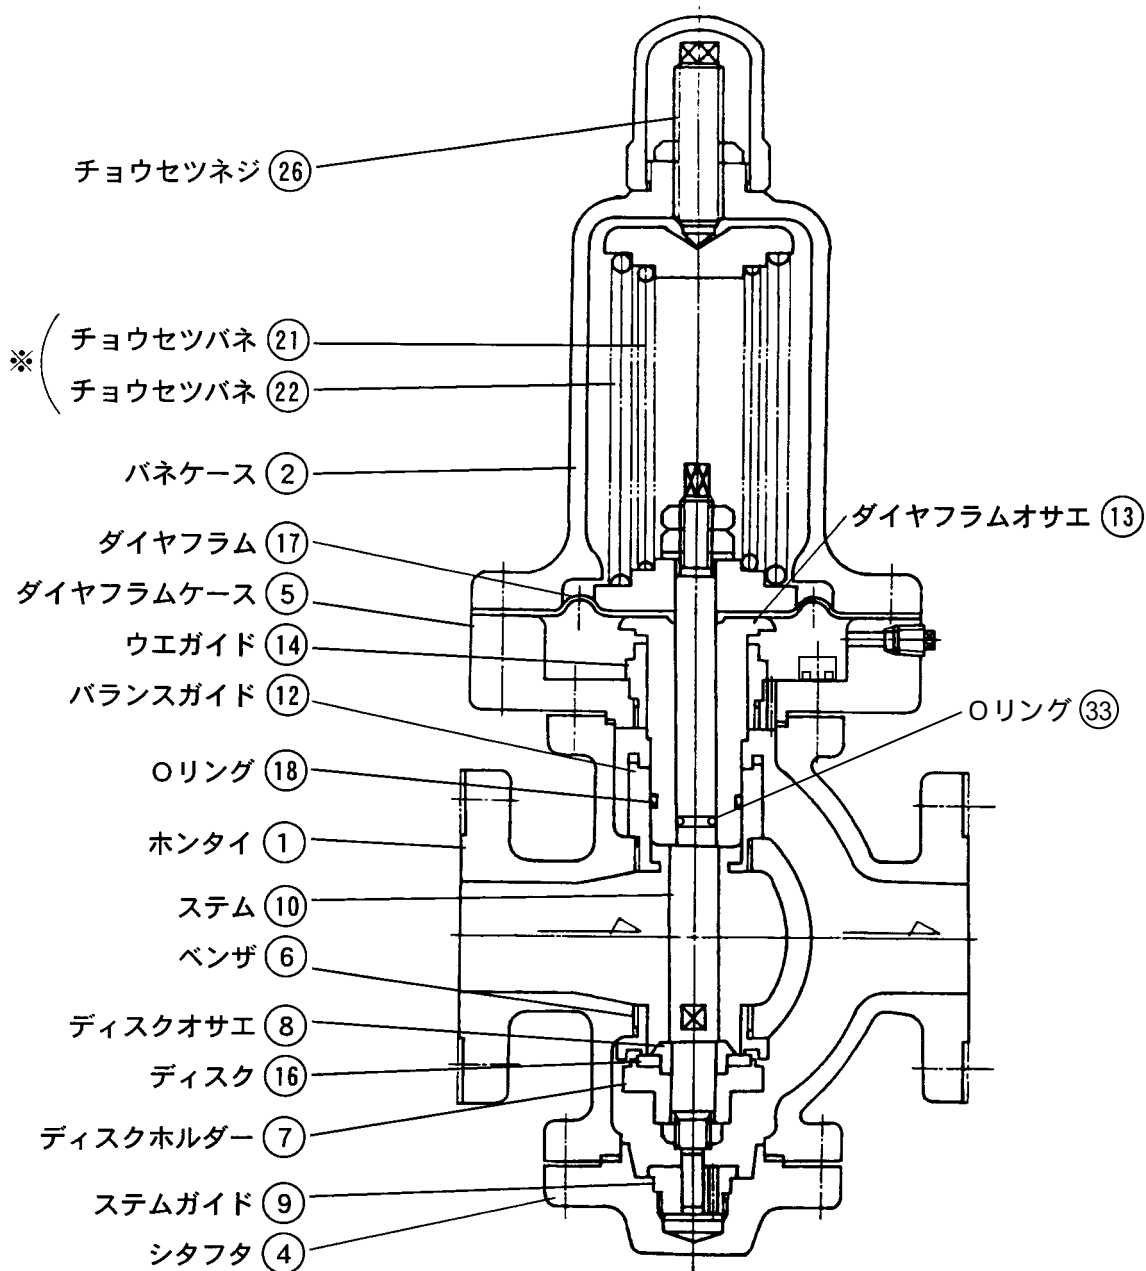 チョウセツネジ 26
※ チョウセツバネ 21
チョウセツバネ 22
バネケース 2
ダイヤフラム 17
ダイヤフラムケース 5
ウエガイド 14
バランスガイド 12
Oリング 18
ホンタイ 1
ステム 10
ベンザ 6
ディスクオサエ 8
ディスク 16
ディスクホルダー 7
ステムガイド 9
シタフタ 4
ダイヤフラムオサエ 13
Oリング 33